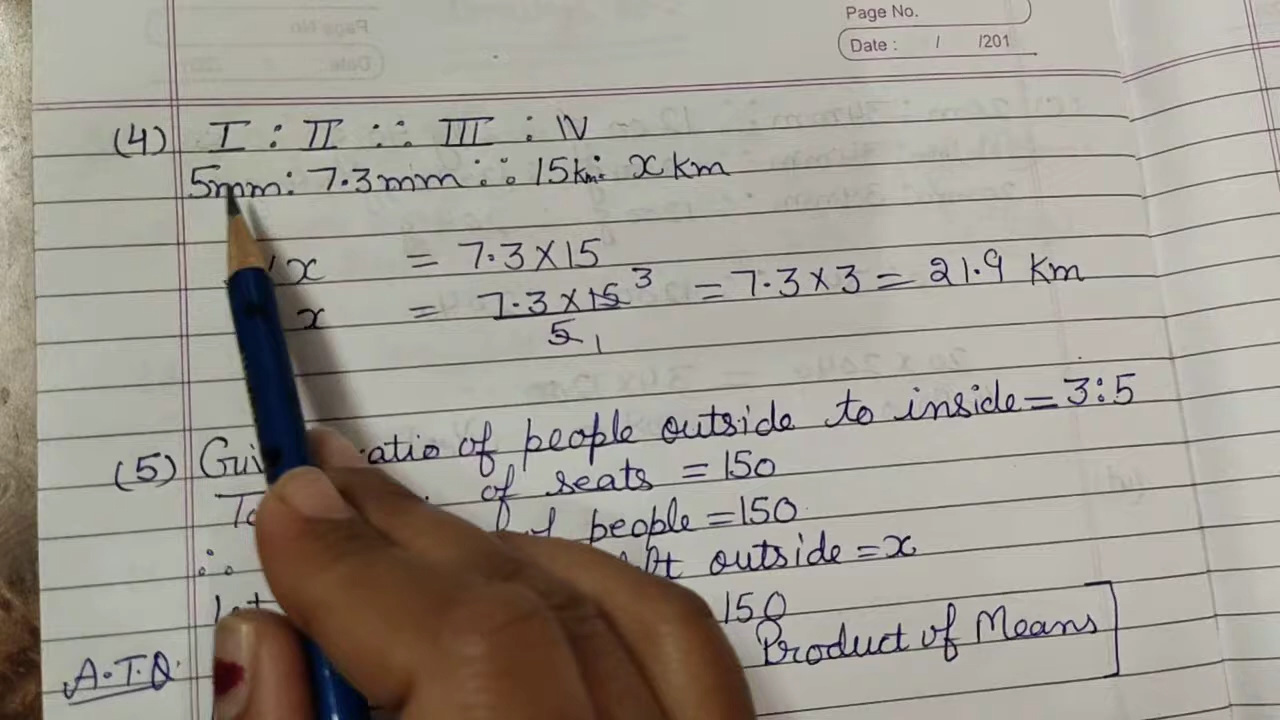 Page No.
Date : / /201
(4) I : II :: III : IV
5mm : 7.3mm :: 15km : x km
x = 7.3 × 15
x = 7.3 × 15 3 = 7.3 × 3 = 21.9 km
5 1
(5) ratio of people outside to inside = 3:5
of seats = 150
of people = 150
∴ outside = x
150
Product of Means]
A.T.Q.